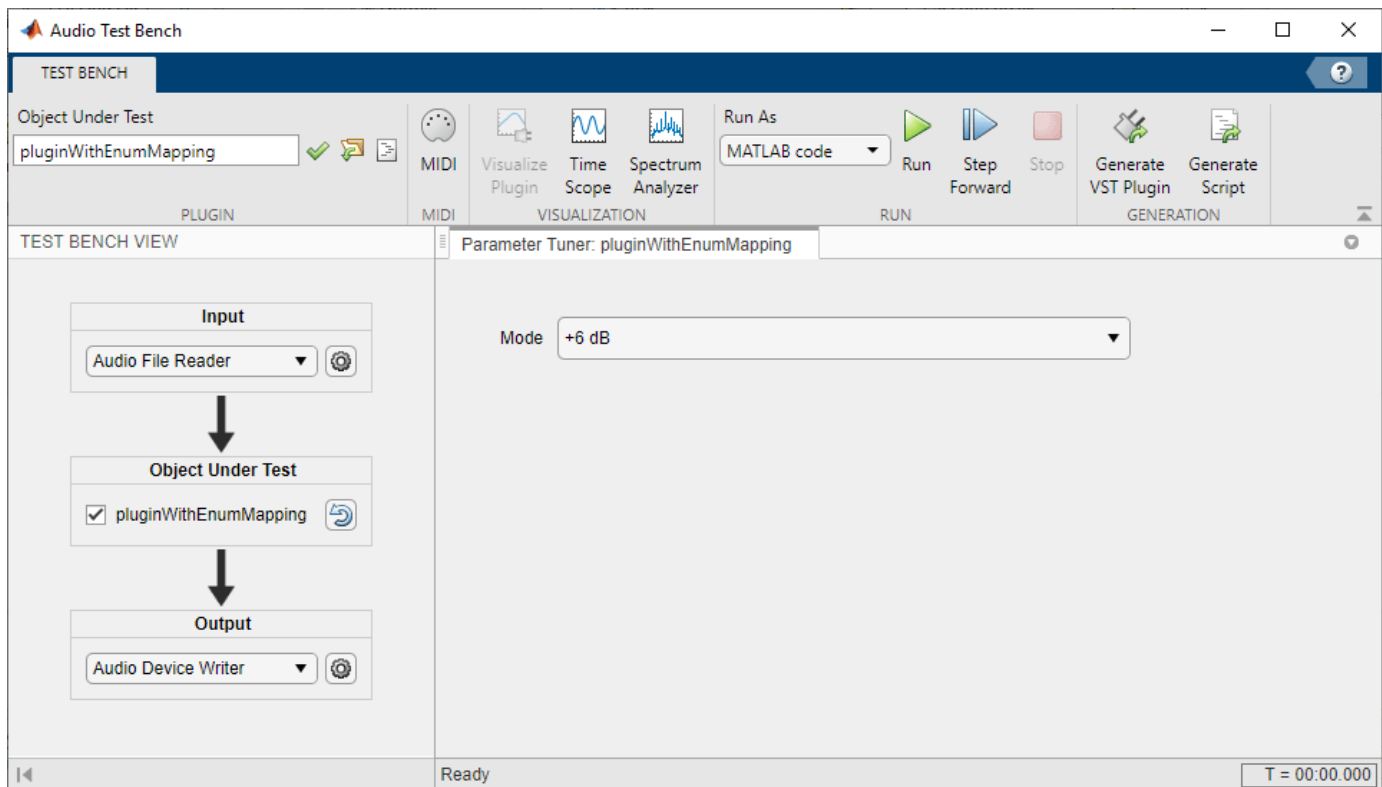 Audio Test Bench
TEST BENCH
?
Object Under Test
pluginWithEnumMapping
PLUGIN
MIDI
MIDI
Visualize Plugin
Time Scope
Spectrum Analyzer
VISUALIZATION
Run As
MATLAB code
Run
Step Forward
Stop
RUN
Generate VST Plugin
Generate Script
GENERATION
TEST BENCH VIEW
Input
Audio File Reader
Object Under Test
pluginWithEnumMapping
Output
Audio Device Writer
Parameter Tuner: pluginWithEnumMapping
Mode
+6 dB
Ready
T = 00:00.000